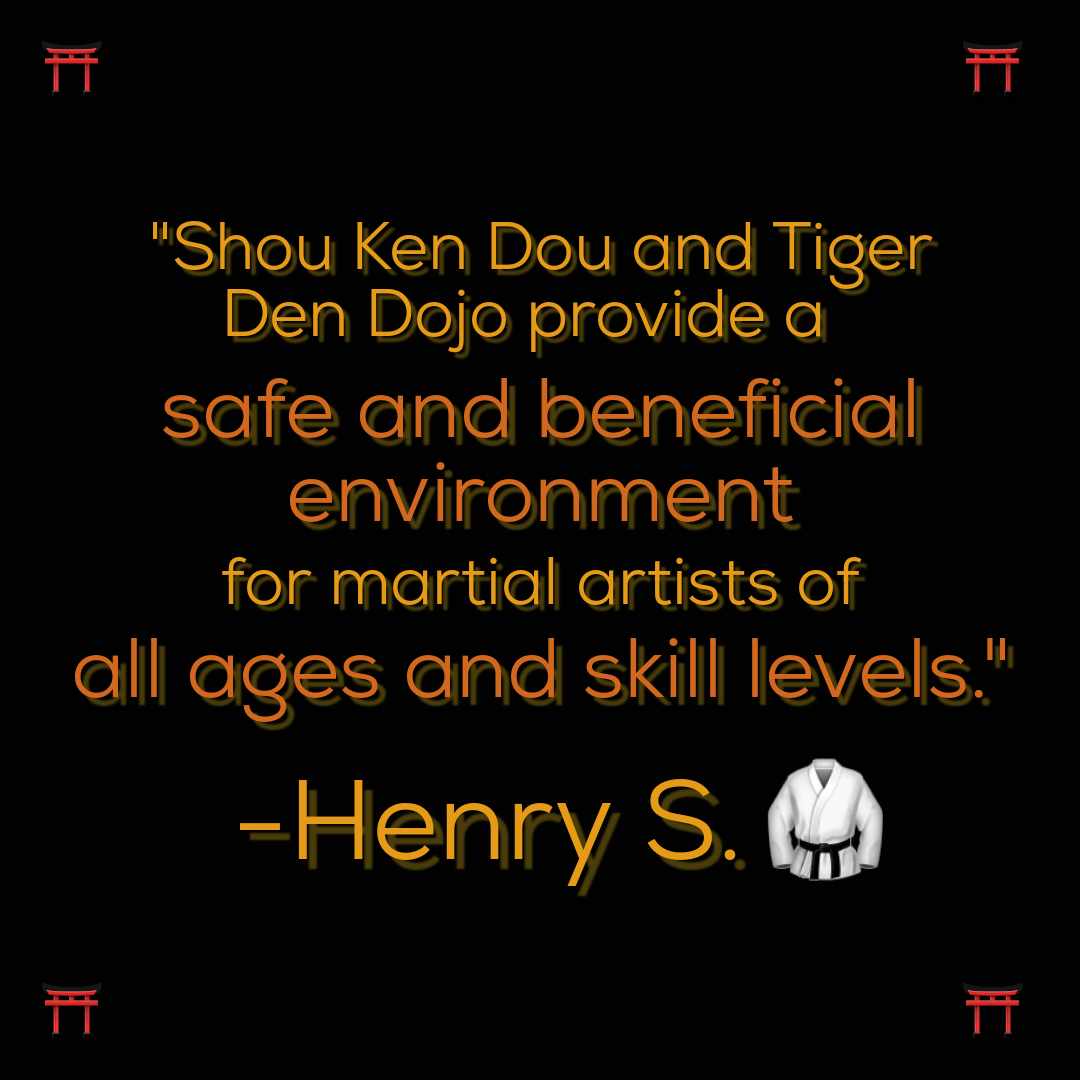 "Shou Ken Dou and Tiger
Den Dojo provide a
safe and beneficial
environment
for martial artists of
all ages and skill levels."
-Henry S.